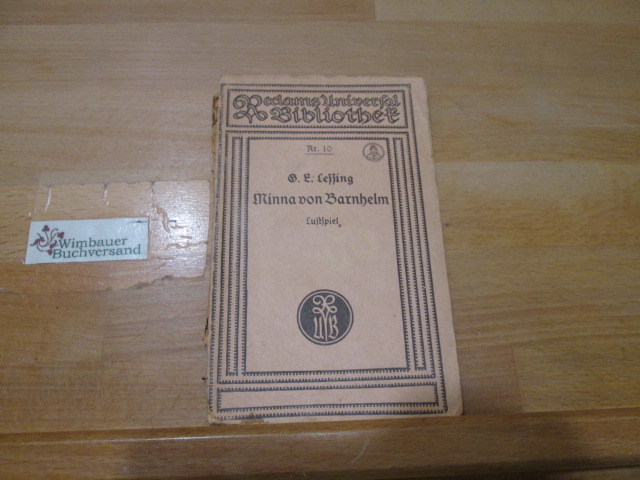 Reclams Universal
Bibliothek
Nr. 10
G. E. Lessing
Minna von Barnhelm
Lustspiel
RUB
Wimbauer
Buchversand